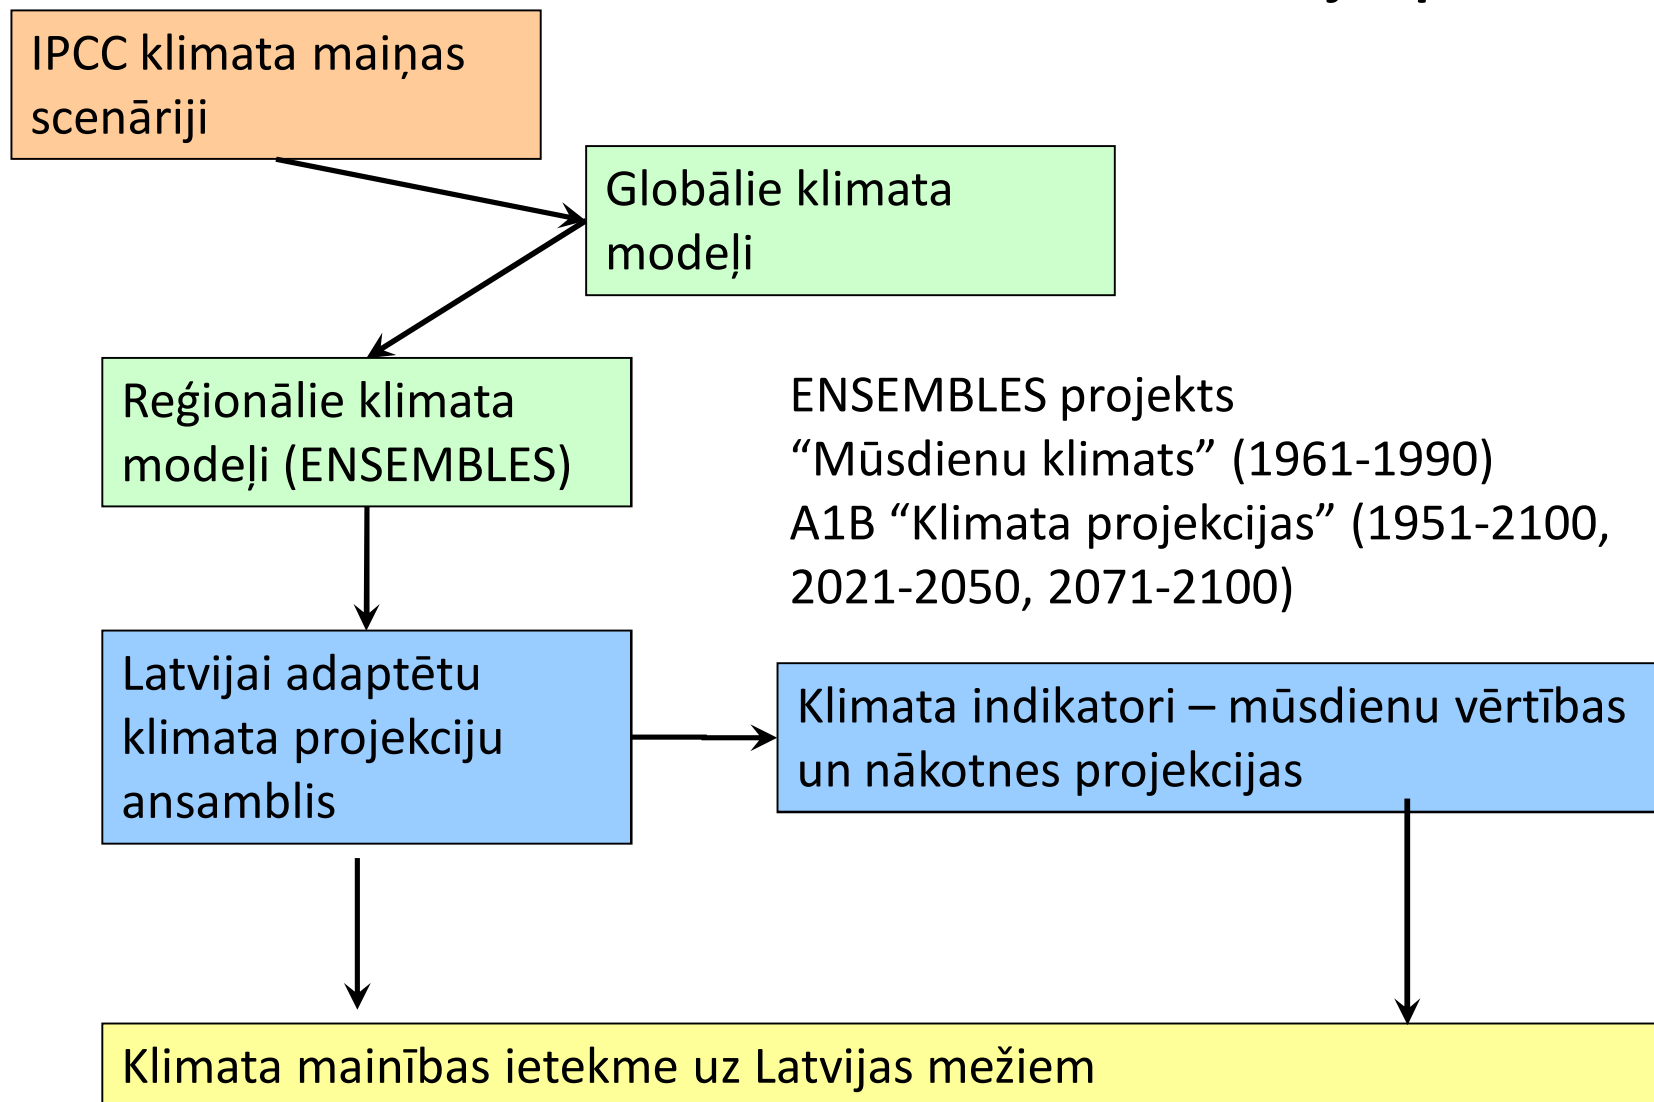 IPCC klimata maiņas
scenāriji
Globālie klimata
modeļi
Reģionālie klimata
modeļi (ENSEMBLES)
ENSEMBLES projekts
“Mūsdienu klimats” (1961-1990)
A1B “Klimata projekcijas” (1951-2100,
2021-2050, 2071-2100)
Latvijai adaptētu
klimata projekciju
ansamblis
Klimata indikatori – mūsdienu vērtības
un nākotnes projekcijas
Klimata mainības ietekme uz Latvijas mežiem